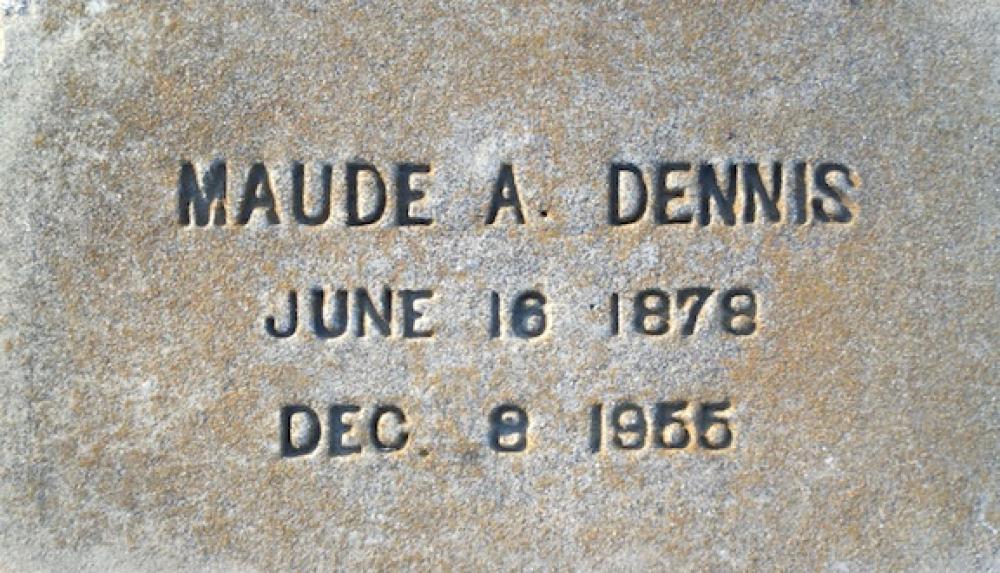 MAUDE A. DENNIS
JUNE 16 1878
DEC. 8 1955